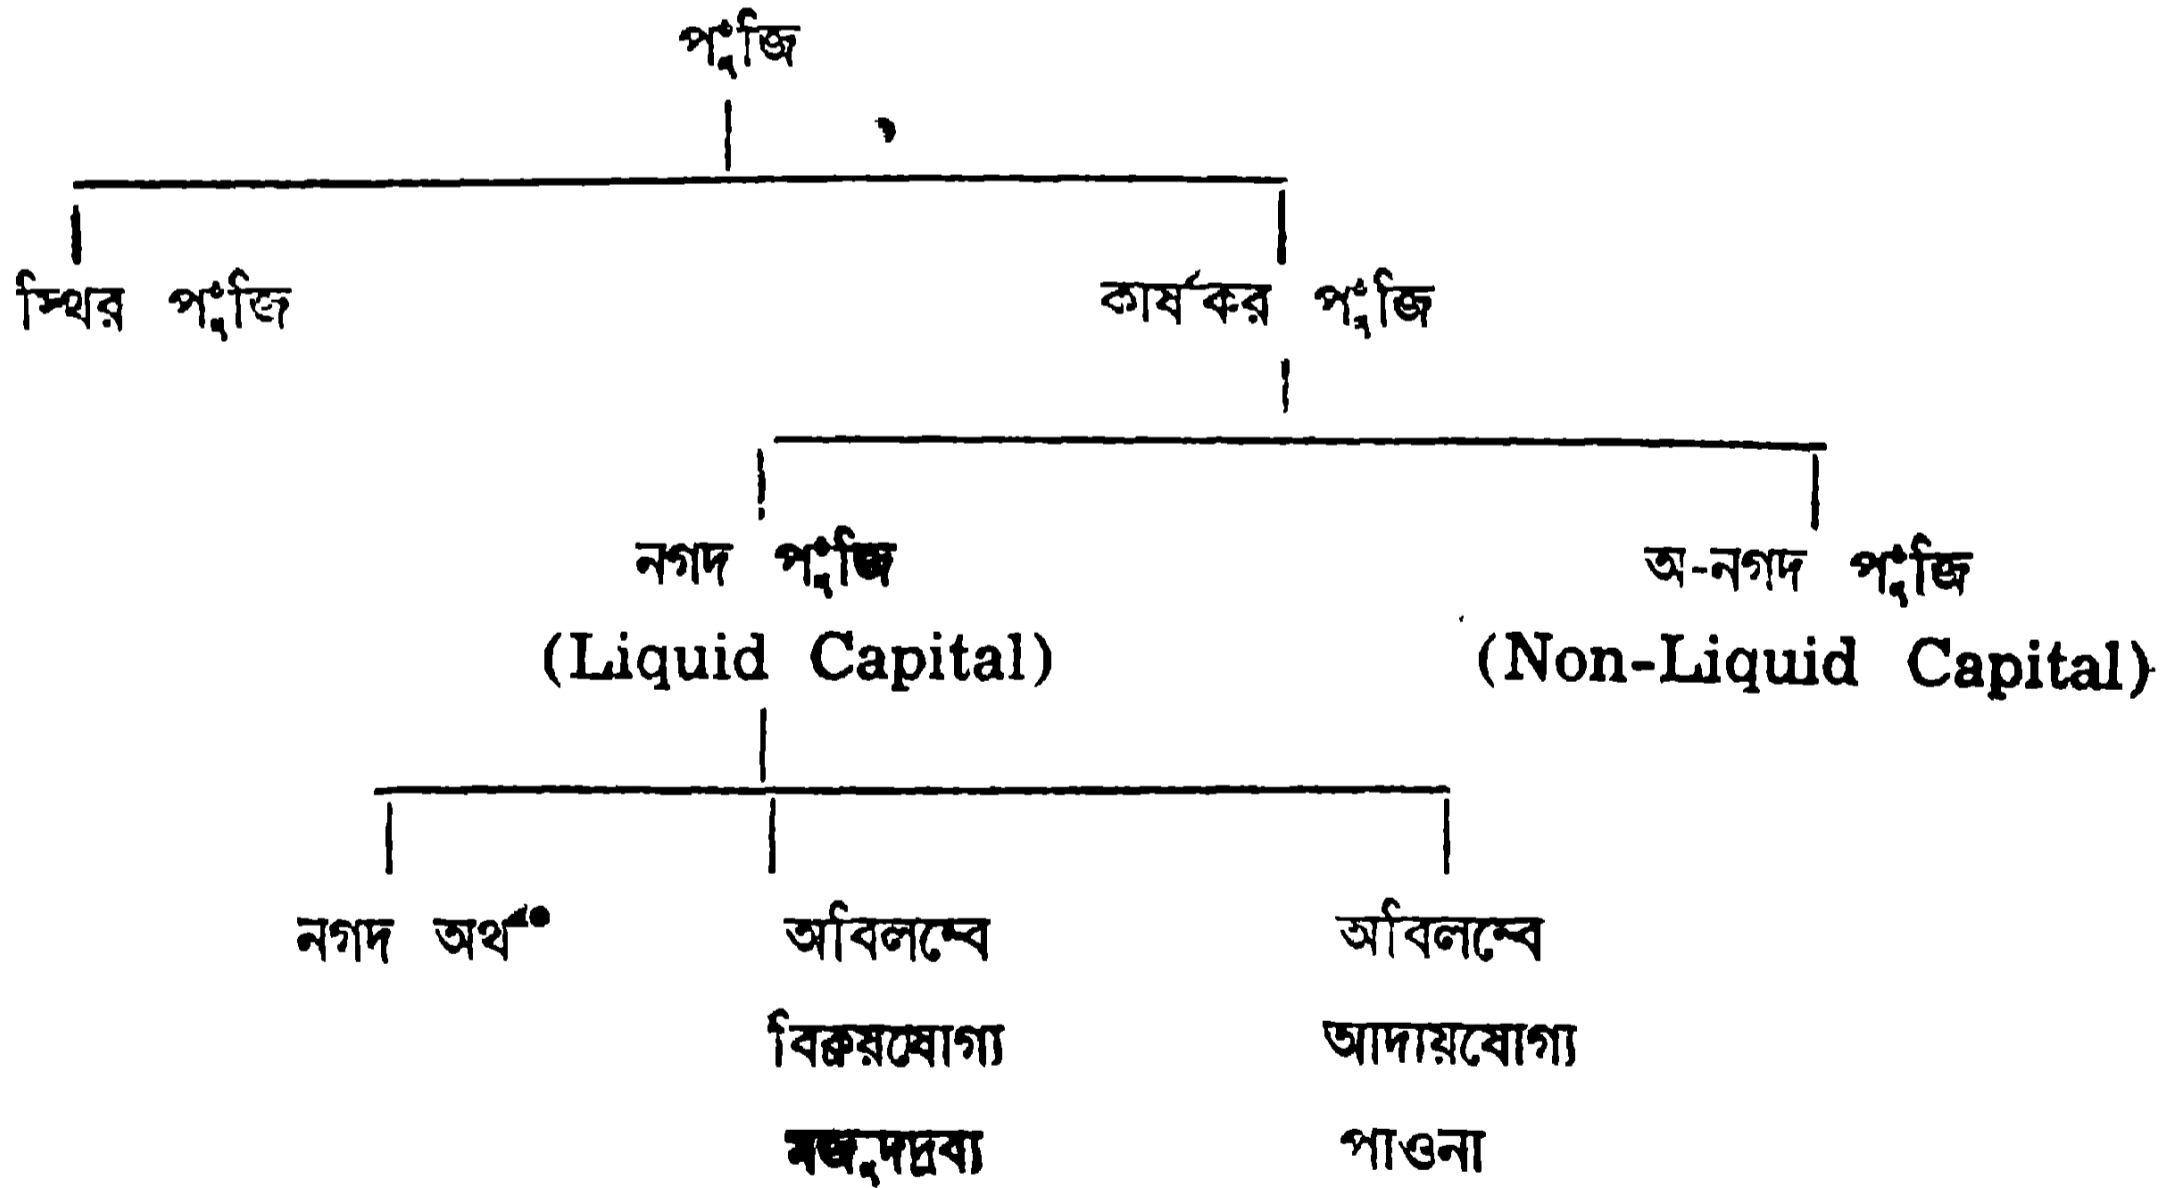 পুঁজি
স্থির পুঁজি কার্যকর পুঁজি
নগদ পুঁজি অ-নগদ পুঁজি
(Liquid Capital) (Non-Liquid Capital)
নগদ অর্থ অবিলম্বে অবিলম্বে
বিক্রয়যোগ্য আদায়যোগ্য
মজুদদ্রব্য পাওনা